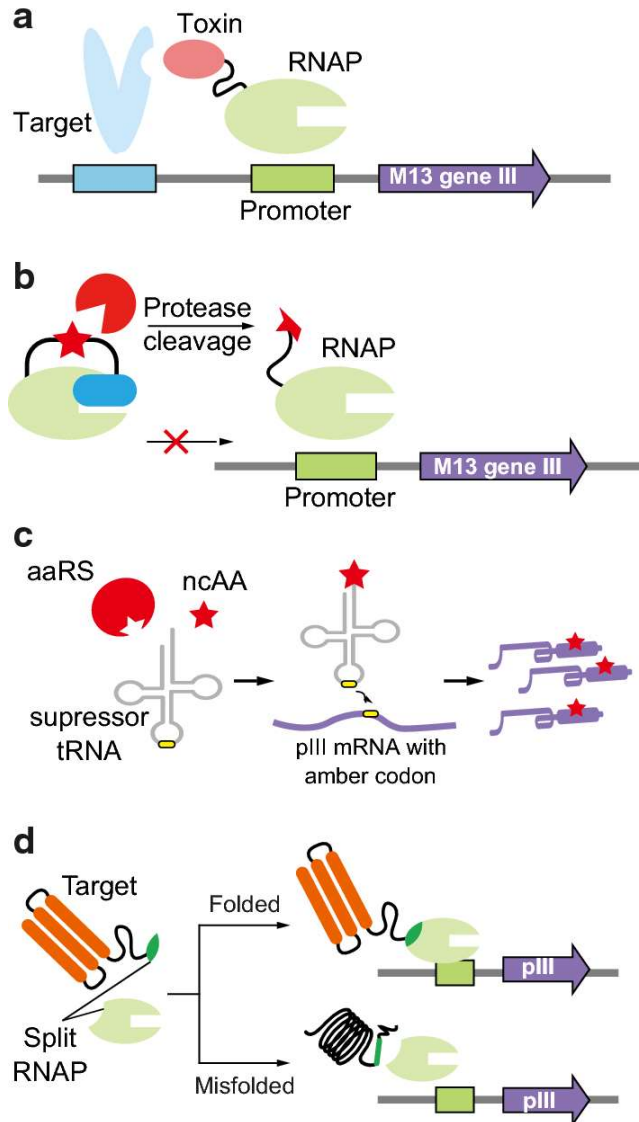 a
Toxin
RNAP
Target
M13 gene III
Promoter
b
Protease
cleavage
RNAP
M13 gene III
Promoter
c
aaRS
ncAA
supressor
tRNA
pIII mRNA with
amber codon
d
Target
Folded
pIII
Split
RNAP
Misfolded
pIII